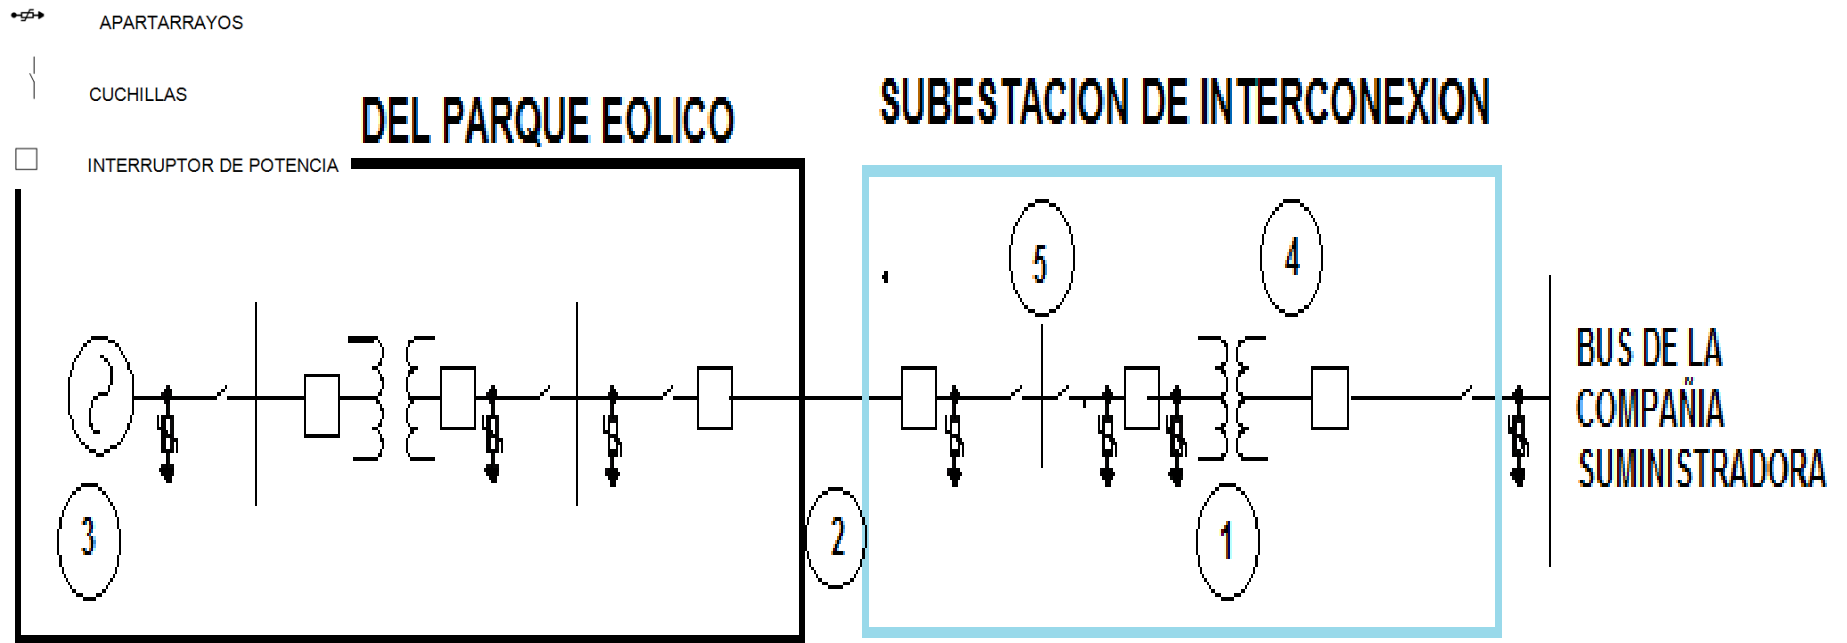 APARTARRAYOS
CUCHILLAS
INTERRUPTOR DE POTENCIA
DEL PARQUE EOLICO
SUBESTACION DE INTERCONEXION
5
4
BUS DE LA
COMPAÑIA
SUMINISTRADORA
3
2
1